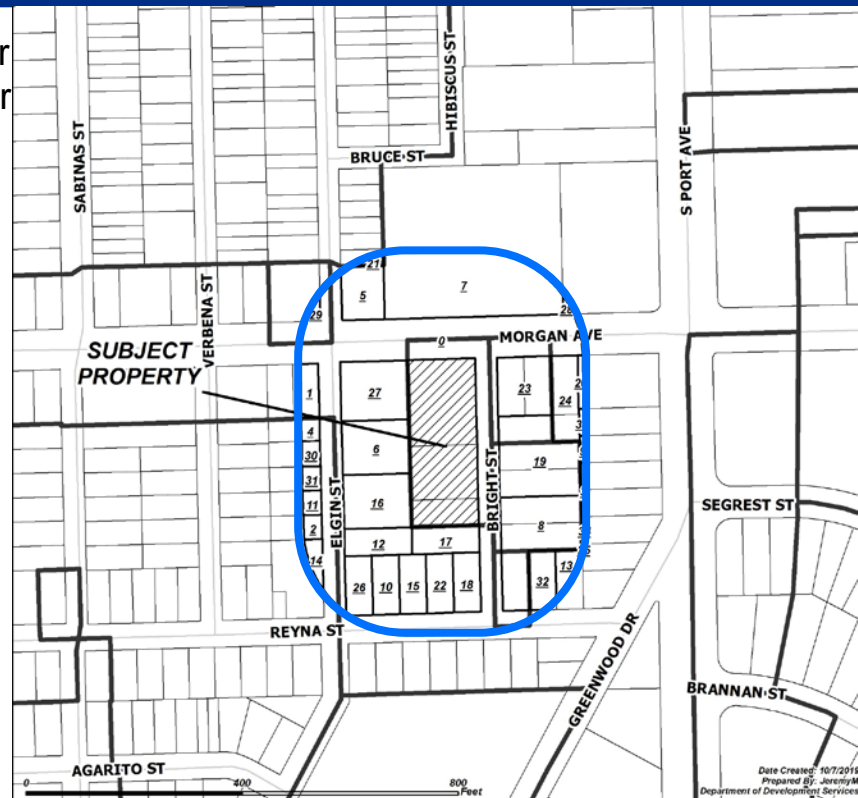 r
r
HIBISCUS ST
SABINAS ST
BRUCE ST
S PORT AVE
VERBENA ST
21
5
7
29
28
0
MORGAN AVE
SUBJECT
PROPERTY
1
27
23
24
4
6
30
19
31
16
11
ELGIN ST
BRIGHT ST
SEGREST ST
2
8
12
17
14
13
26
10
15
22
18
32
REYNA ST
GREENWOOD DR
BRANNAN ST
AGARITO ST
0
400
800
Feet
Date Created: 10/7/2019
Prepared By: JeremyM
Department of Development Services